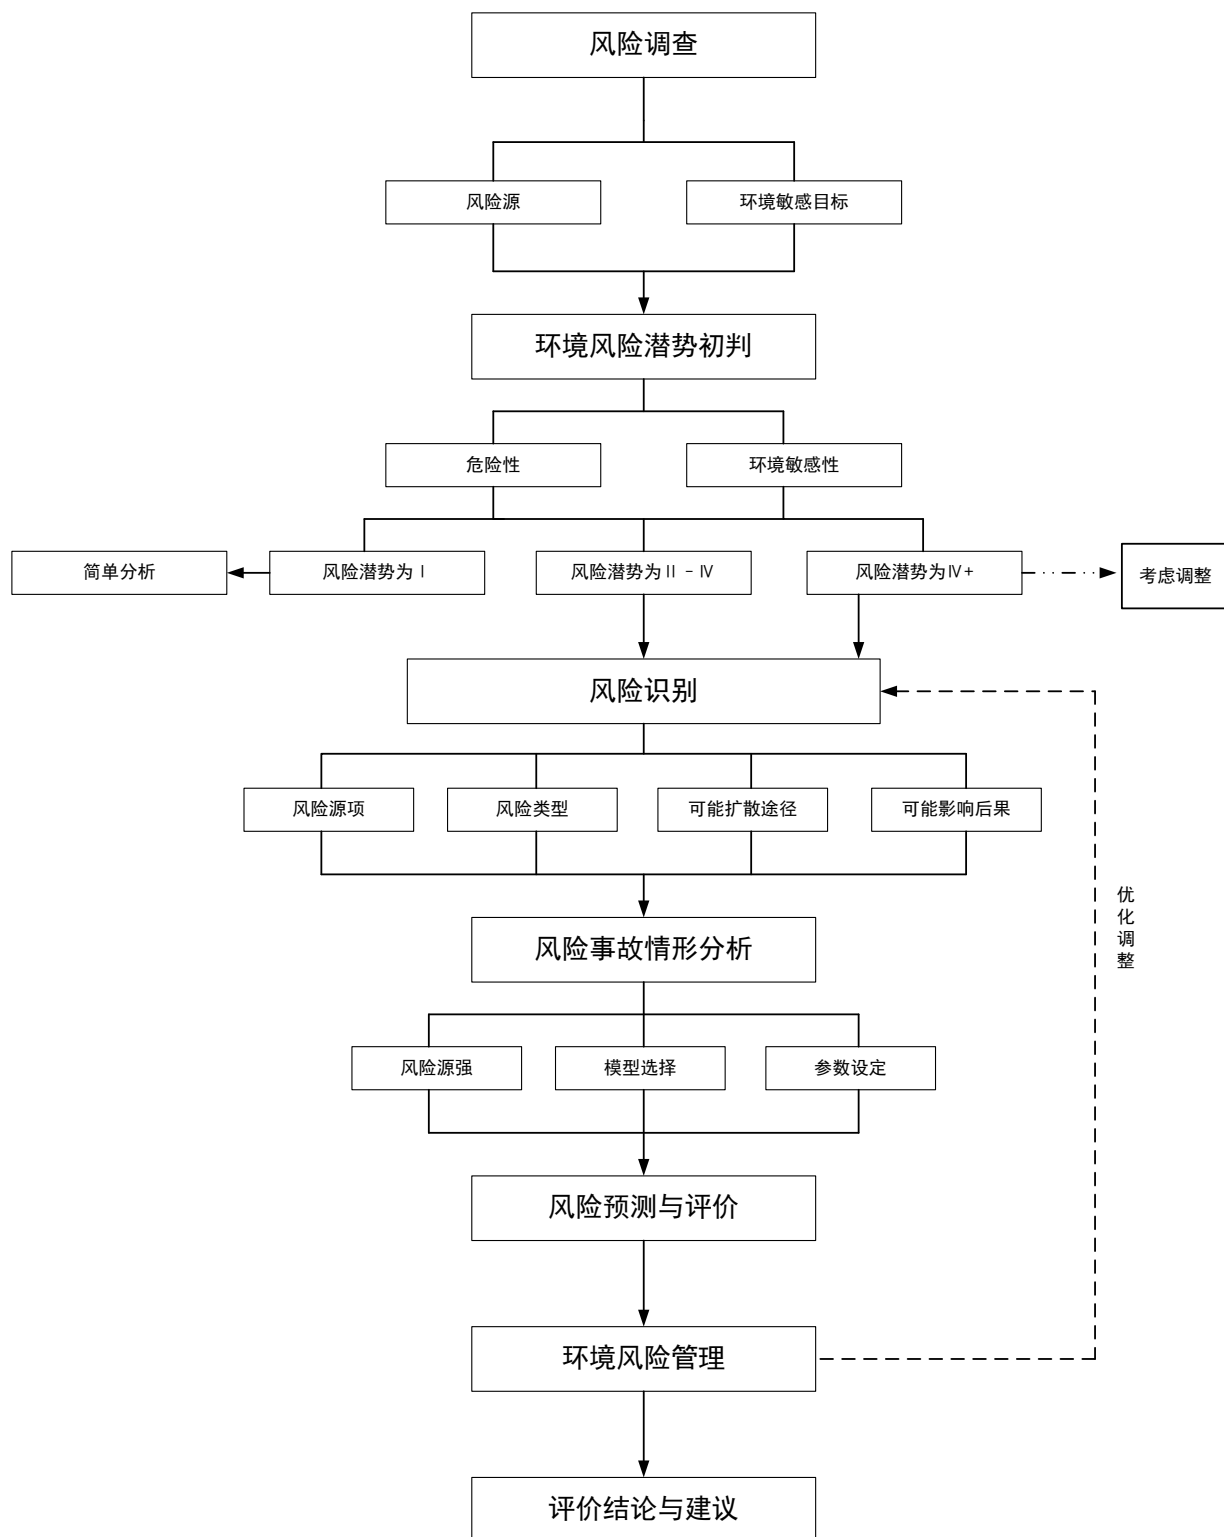 风险调查
风险源
环境敏感目标
环境风险潜势初判
危险性
环境敏感性
简单分析
风险潜势为Ⅰ
风险潜势为Ⅱ-Ⅳ
风险潜势为Ⅳ+
考虑调整
风险识别
风险源项
风险类型
可能扩散途径
可能影响后果
优化调整
风险事故情形分析
风险源强
模型选择
参数设定
风险预测与评价
环境风险管理
评价结论与建议